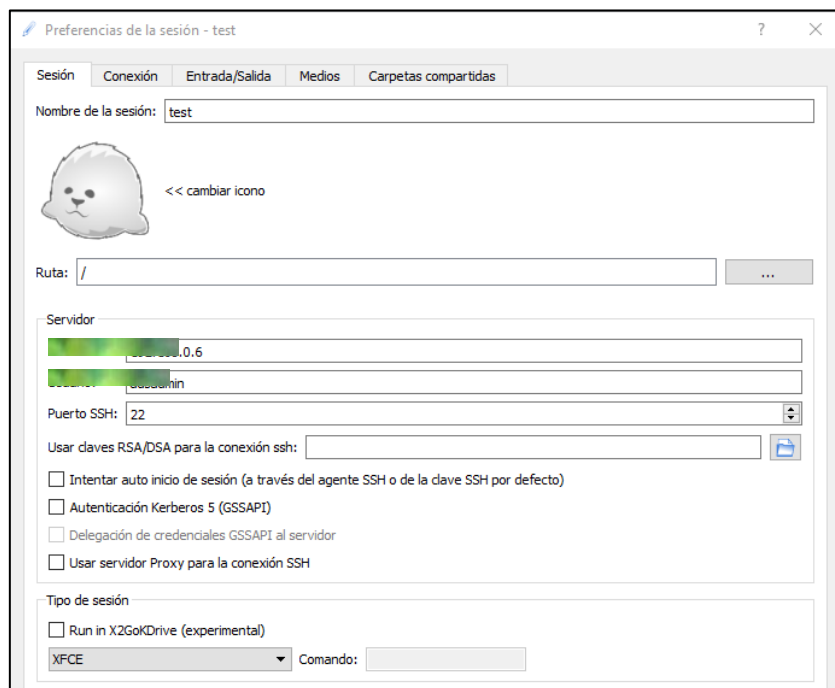 Preferencias de la sesión - test ? ×
Sesión Conexión Entrada/Salida Medios Carpetas compartidas
Nombre de la sesión: test
<< cambiar icono
Ruta: / ...
Servidor
.0.6
min
Puerto SSH: 22
Usar claves RSA/DSA para la conexión ssh:
Intentar auto inicio de sesión (a través del agente SSH o de la clave SSH por defecto)
Autenticación Kerberos 5 (GSSAPI)
Delegación de credenciales GSSAPI al servidor
Usar servidor Proxy para la conexión SSH
Tipo de sesión
Run in X2GoKDrive (experimental)
XFCE Comando: